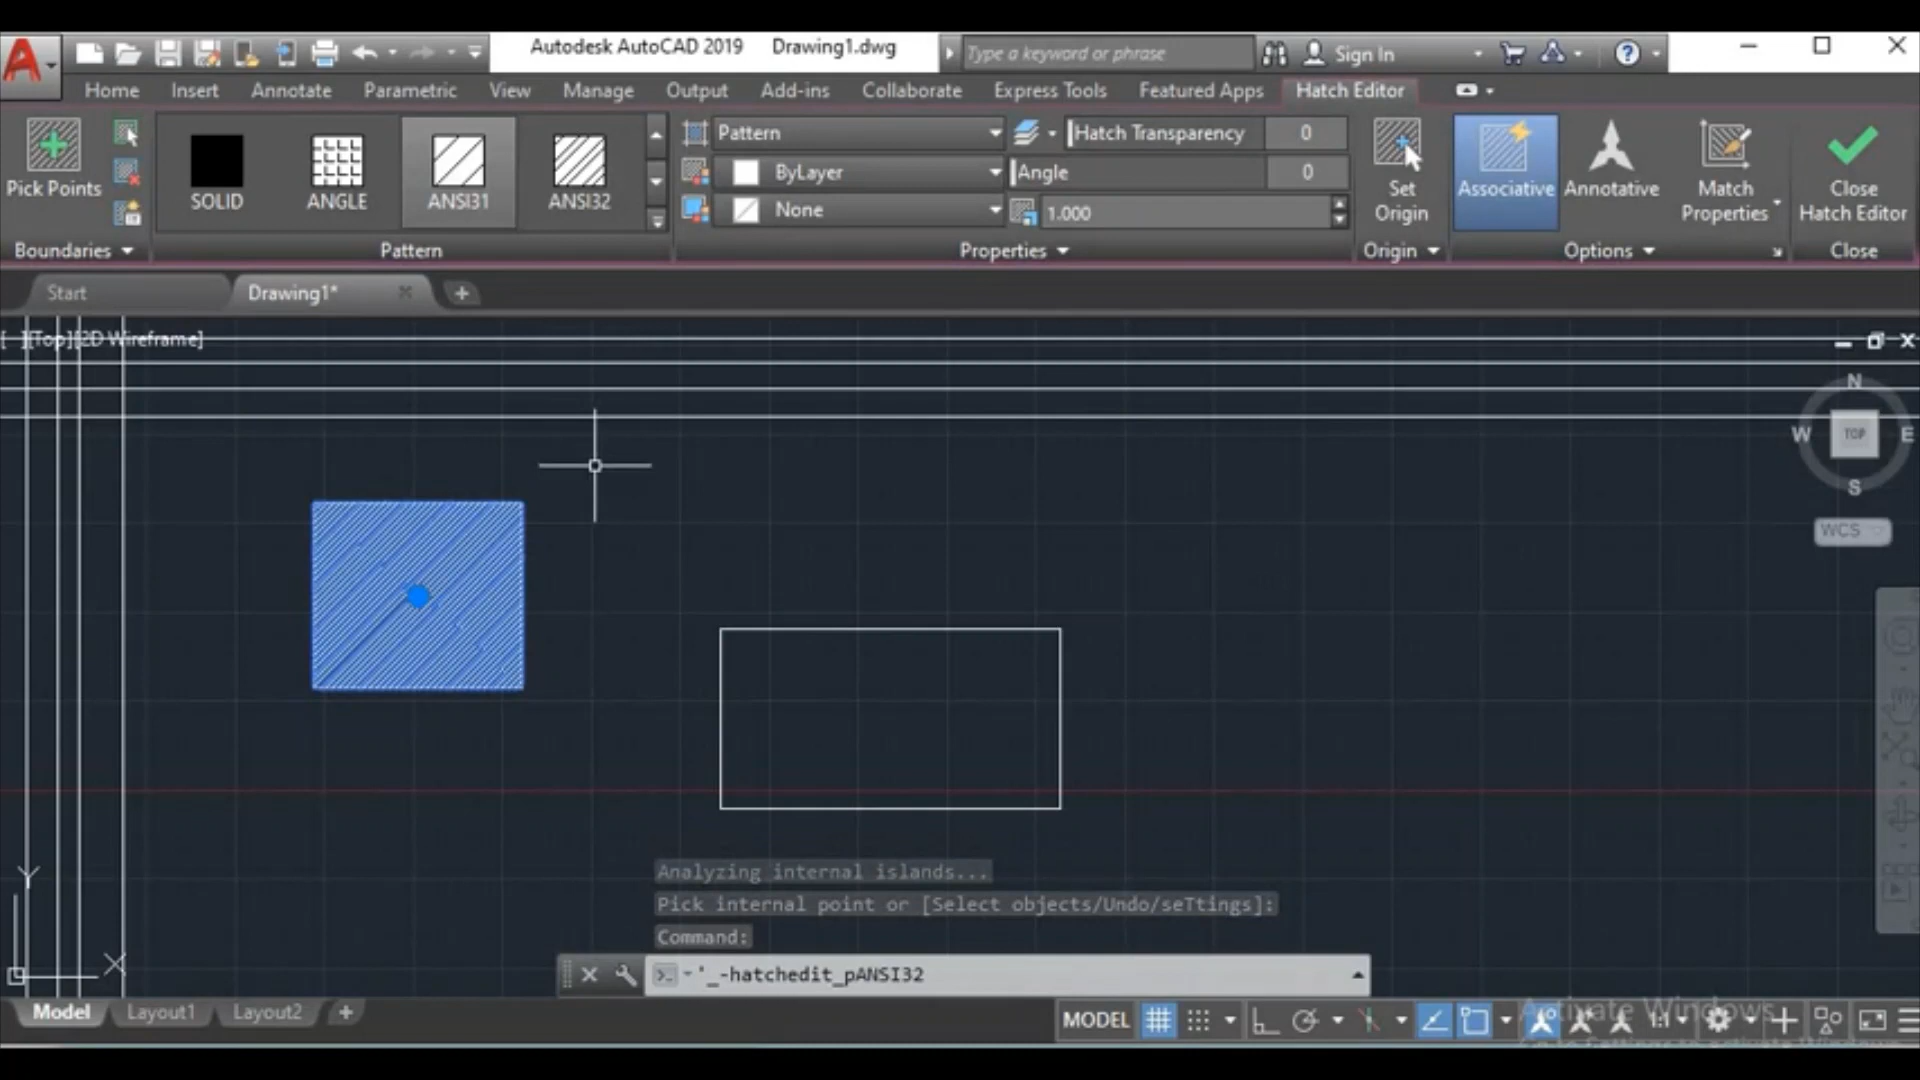 Autodesk AutoCAD 2019 Drawing1.dwg
Type a keyword or phrase
Sign In
Home Insert Annotate Parametric View Manage Output Add-ins Collaborate Express Tools Featured Apps Hatch Editor
Pick Points
Boundaries
SOLID
ANGLE
ANSI31
ANSI32
Pattern
Pattern
ByLayer
None
Hatch Transparency 0
Angle 0
1.000
Properties
Set
Origin
Origin
Associative
Annotative
Match
Properties
Options
Close
Hatch Editor
Close
Start
Drawing1*
[ ][Top][2D Wireframe]
N
W
TOP
E
S
WCS
Y
X
Analyzing internal islands...
Pick internal point or [Select objects/Undo/seTtings]:
Command:
'_-hatchedit_pANSI32
Model Layout1 Layout2
MODEL
1:1
Activate Windows